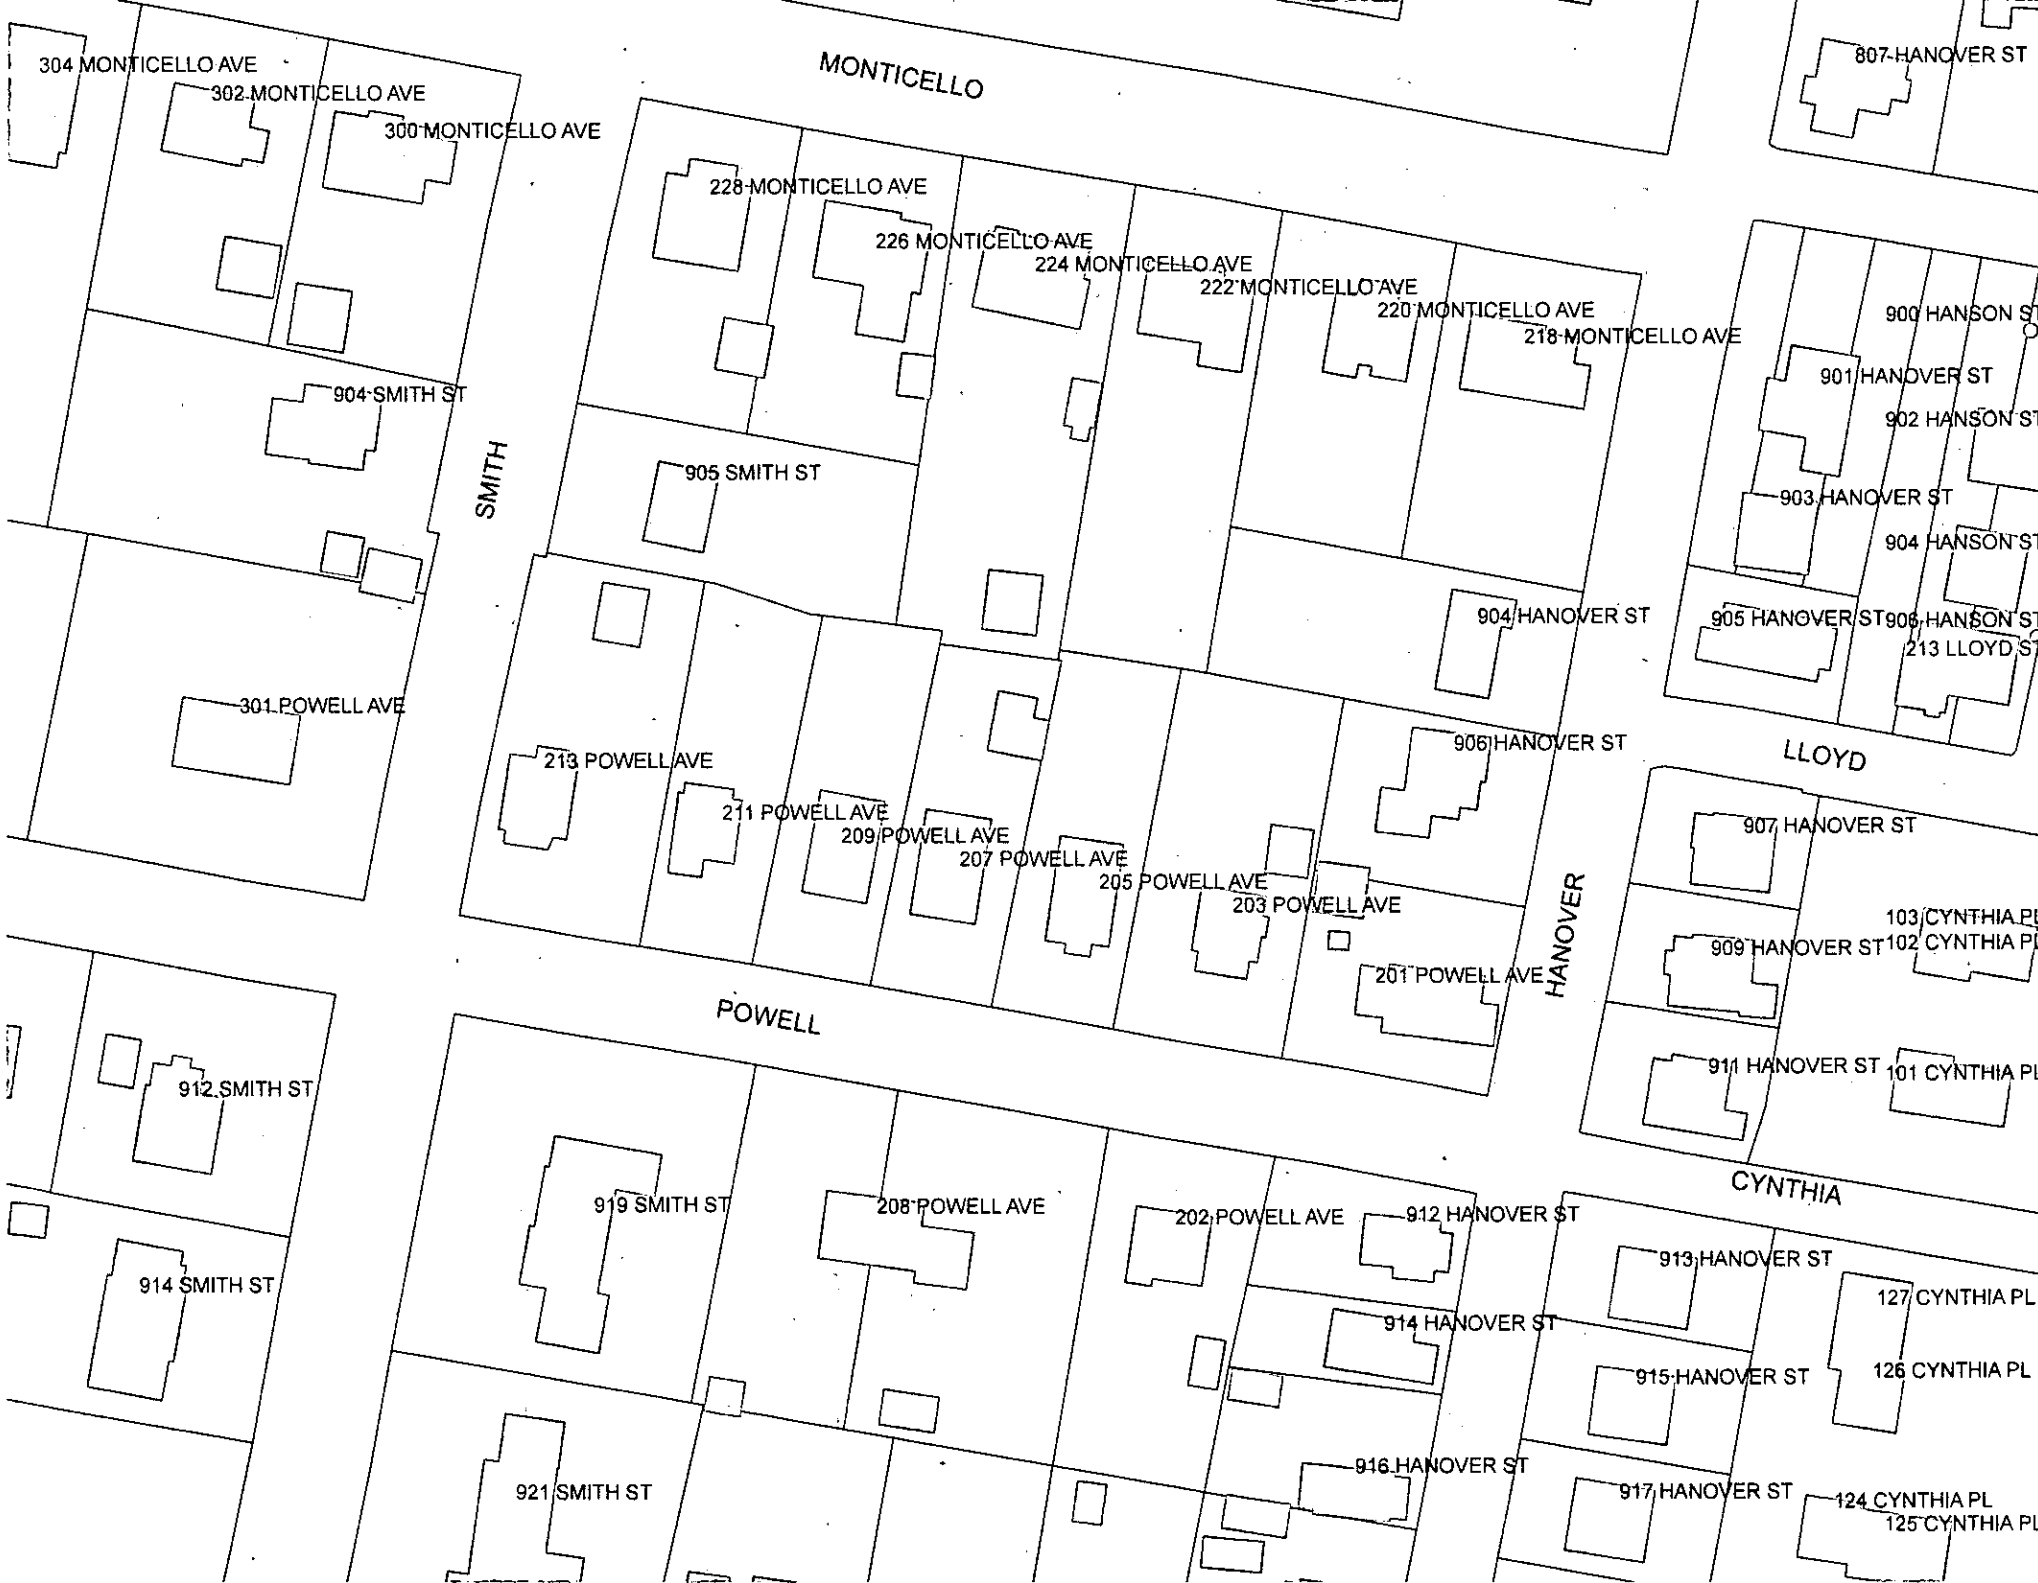 MONTICELLO
807 HANOVER ST
304 MONTICELLO AVE
302 MONTICELLO AVE
300 MONTICELLO AVE
228 MONTICELLO AVE
226 MONTICELLO AVE
224 MONTICELLO AVE
222 MONTICELLO AVE
220 MONTICELLO AVE
218 MONTICELLO AVE
900 HANSON ST
901 HANOVER ST
902 HANSON ST
904 SMITH ST
SMITH
905 SMITH ST
903 HANOVER ST
904 HANSON ST
904 HANOVER ST
905 HANOVER ST
906 HANSON ST
213 LLOYD ST
301 POWELL AVE
906 HANOVER ST
LLOYD
213 POWELL AVE
211 POWELL AVE
209 POWELL AVE
207 POWELL AVE
205 POWELL AVE
203 POWELL AVE
907 HANOVER ST
HANOVER
103 CYNTHIA PL
102 CYNTHIA PL
909 HANOVER ST
201 POWELL AVE
POWELL
911 HANOVER ST
101 CYNTHIA PL
912 SMITH ST
CYNTHIA
919 SMITH ST
208 POWELL AVE
202 POWELL AVE
912 HANOVER ST
913 HANOVER ST
914 SMITH ST
127 CYNTHIA PL
914 HANOVER ST
915 HANOVER ST
126 CYNTHIA PL
916 HANOVER ST
921 SMITH ST
917 HANOVER ST
124 CYNTHIA PL
125 CYNTHIA PL